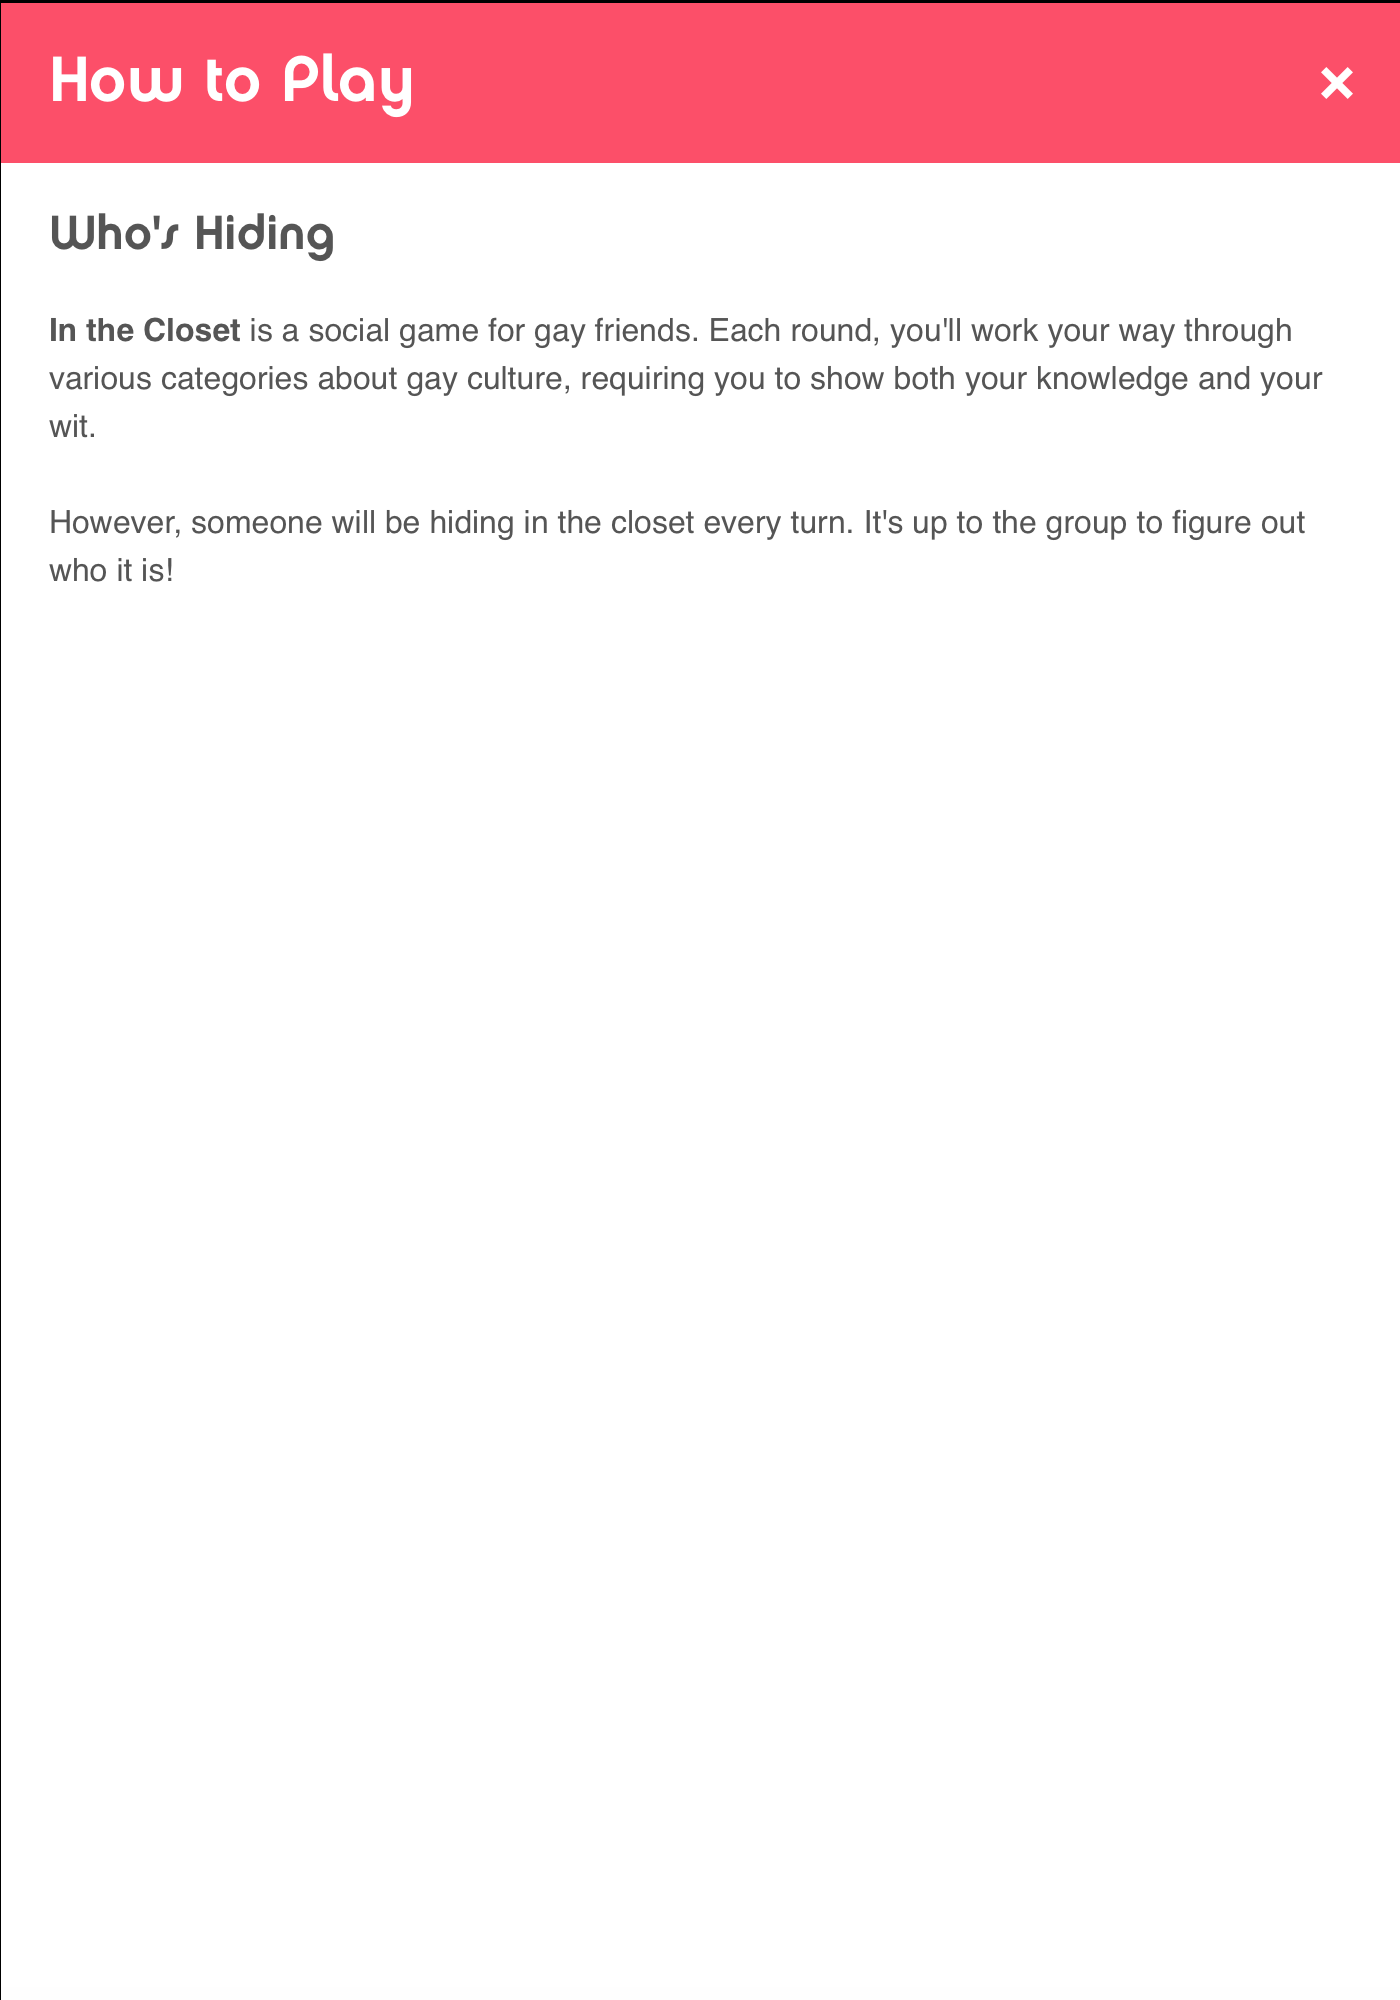 How to Play
Who's Hiding
In the Closet is a social game for gay friends. Each round, you'll work your way through
various categories about gay culture, requiring you to show both your knowledge and your
wit.
However, someone will be hiding in the closet every turn. It's up to the group to figure out
who it is!